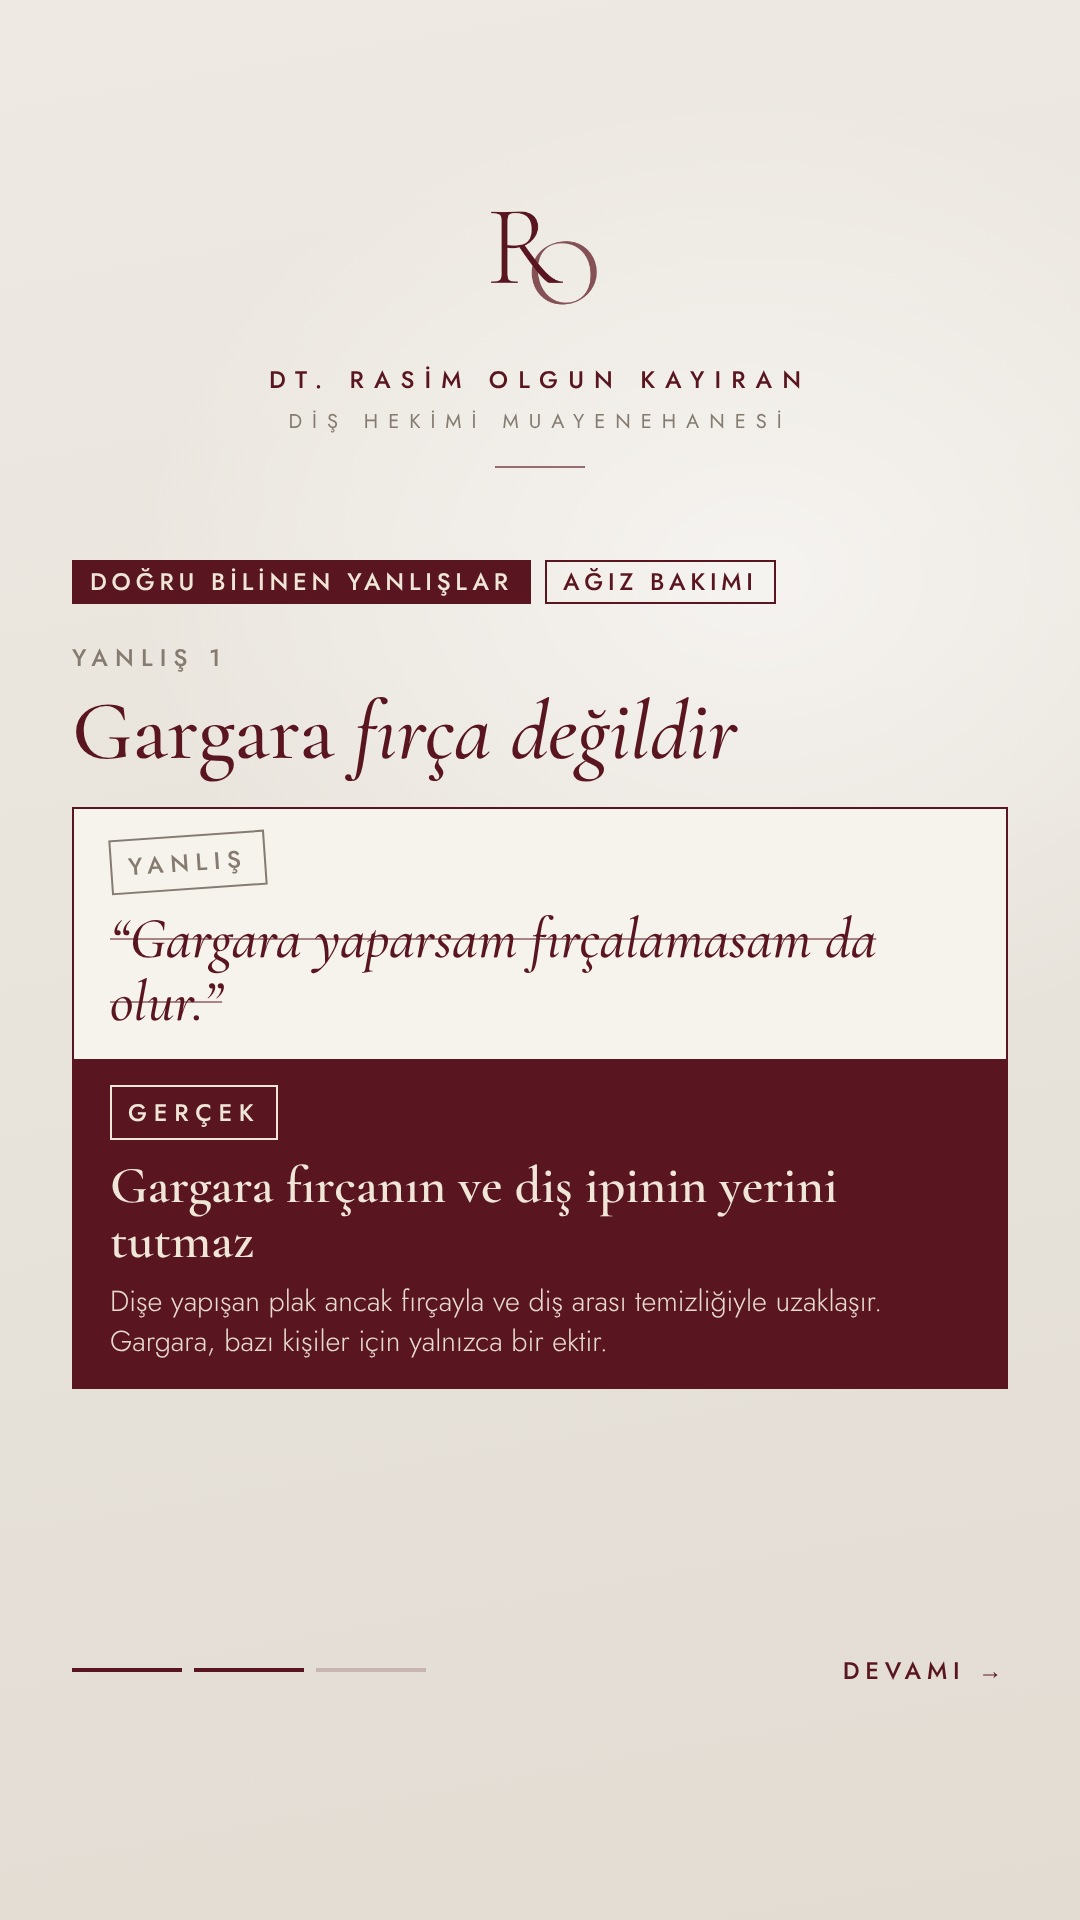 RO
DT. RASİM OLGUN KAYIRAN
DİŞ HEKİMİ MUAYENEHANESİ
DOĞRU BİLİNEN YANLIŞLAR
AĞIZ BAKIMI
YANLIŞ 1
Gargara fırça değildir
YANLIŞ
“Gargara yaparsam fırçalamasam da
olur.”
GERÇEK
Gargara fırçanın ve diş ipinin yerini
tutmaz
Dişe yapışan plak ancak fırçayla ve diş arası temizliğiyle uzaklaşır.
Gargara, bazı kişiler için yalnızca bir ektir.
DEVAMI →